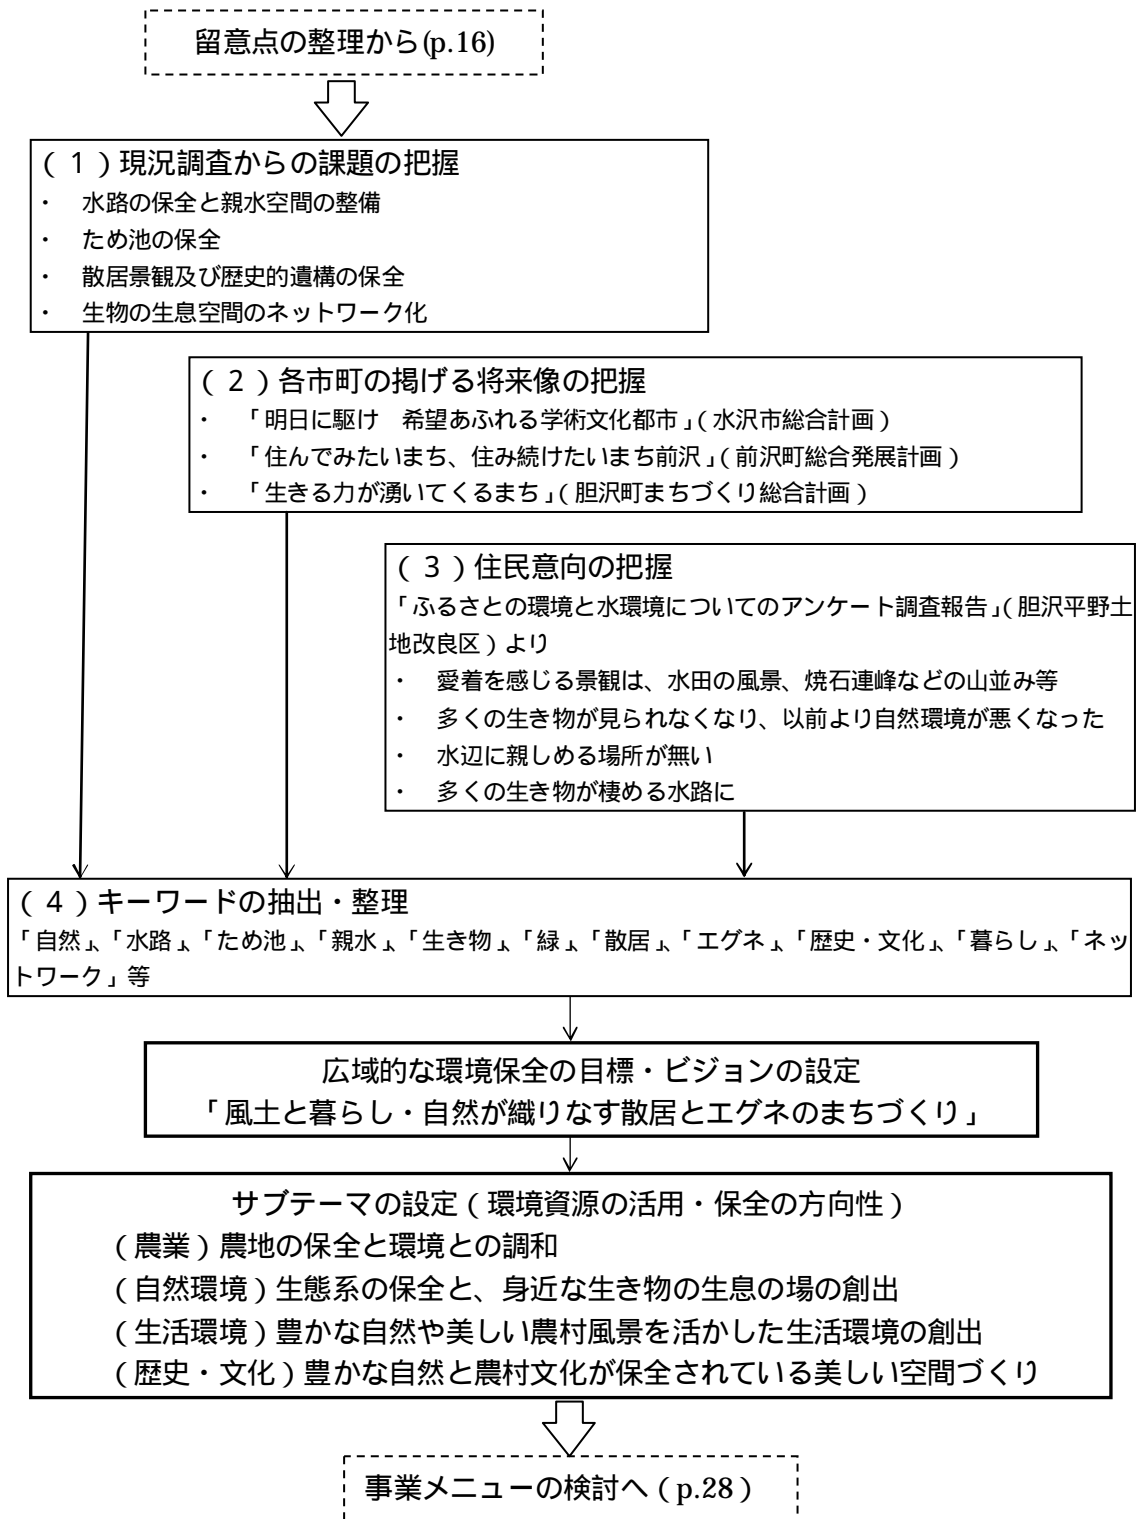 留意点の整理から(p.16)
(1)現況調査からの課題の把握
・ 水路の保全と親水空間の整備
・ ため池の保全
・ 散居景観及び歴史的遺構の保全
・ 生物の生息空間のネットワーク化
(2)各市町の掲げる将来像の把握
・ 「明日に駆け 希望あふれる学術文化都市」(水沢市総合計画)
・ 「住んでみたいまち、住み続けたいまち前沢」(前沢町総合発展計画)
・ 「生きる力が湧いてくるまち」(胆沢町まちづくり総合計画)
(3)住民意向の把握
「ふるさとの環境と水環境についてのアンケート調査報告」(胆沢平野土
地改良区)より
・ 愛着を感じる景観は、水田の風景、焼石連峰などの山並み等
・ 多くの生き物が見られなくなり、以前より自然環境が悪くなった
・ 水辺に親しめる場所が無い
・ 多くの生き物が棲める水路に
(4)キーワードの抽出・整理
「自然」、「水路」、「ため池」、「親水」、「生き物」、「緑」、「散居」、「エグネ」、「歴史・文化」、「暮らし」、「ネッ
トワーク」等
広域的な環境保全の目標・ビジョンの設定
「風土と暮らし・自然が織りなす散居とエグネのまちづくり」
サブテーマの設定(環境資源の活用・保全の方向性)
(農業)農地の保全と環境との調和
(自然環境)生態系の保全と、身近な生き物の生息の場の創出
(生活環境)豊かな自然や美しい農村風景を活かした生活環境の創出
(歴史・文化)豊かな自然と農村文化が保全されている美しい空間づくり
事業メニューの検討へ(p.28)